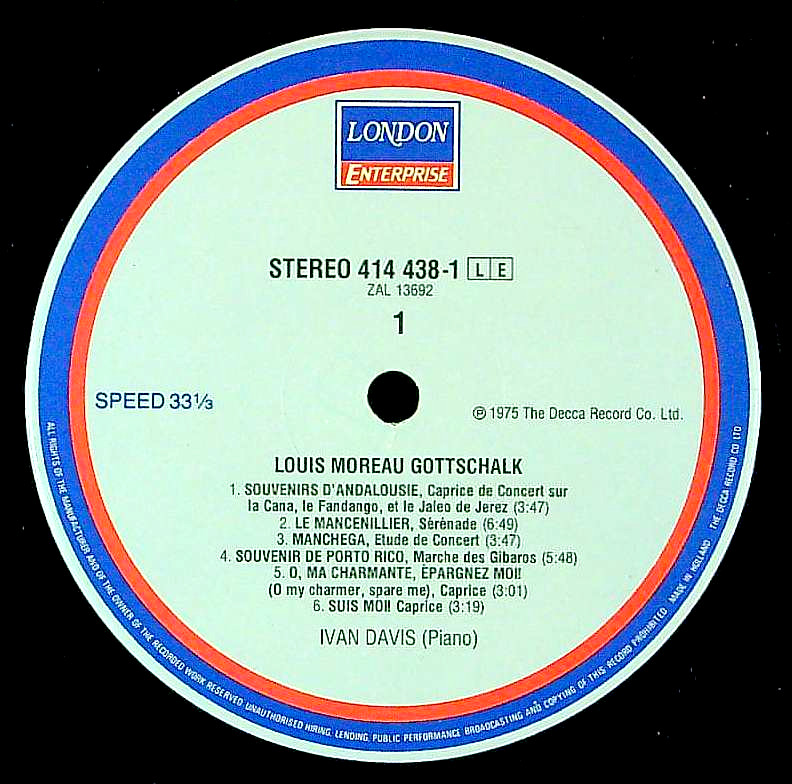 LONDON
ENTERPRISE
STEREO 414 438-1 L E
ZAL 13692
1
SPEED 33⅓
℗ 1975 The Decca Record Co. Ltd.
LOUIS MOREAU GOTTSCHALK
1. SOUVENIRS D'ANDALOUSIE, Caprice de Concert sur
la Cana, le Fandango, et le Jaleo de Jerez (3:47)
2. LE MANCENILLIER, Sérénade (6:49)
3. MANCHEGA, Etude de Concert (3:47)
4. SOUVENIR DE PORTO RICO, Marche des Gibaros (5:48)
5. O, MA CHARMANTE, ÉPARGNEZ MOI!
(O my charmer, spare me), Caprice (3:01)
6. SUIS MOI! Caprice (3:19)
IVAN DAVIS (Piano)
ALL RIGHTS OF THE MANUFACTURER AND OF THE OWNER OF THE RECORDED WORK RESERVED. UNAUTHORISED HIRING, LENDING, PUBLIC PERFORMANCE BROADCASTING AND COPYING OF THIS RECORD PROHIBITED MADE IN HOLLAND THE DECCA RECORD CO LTD